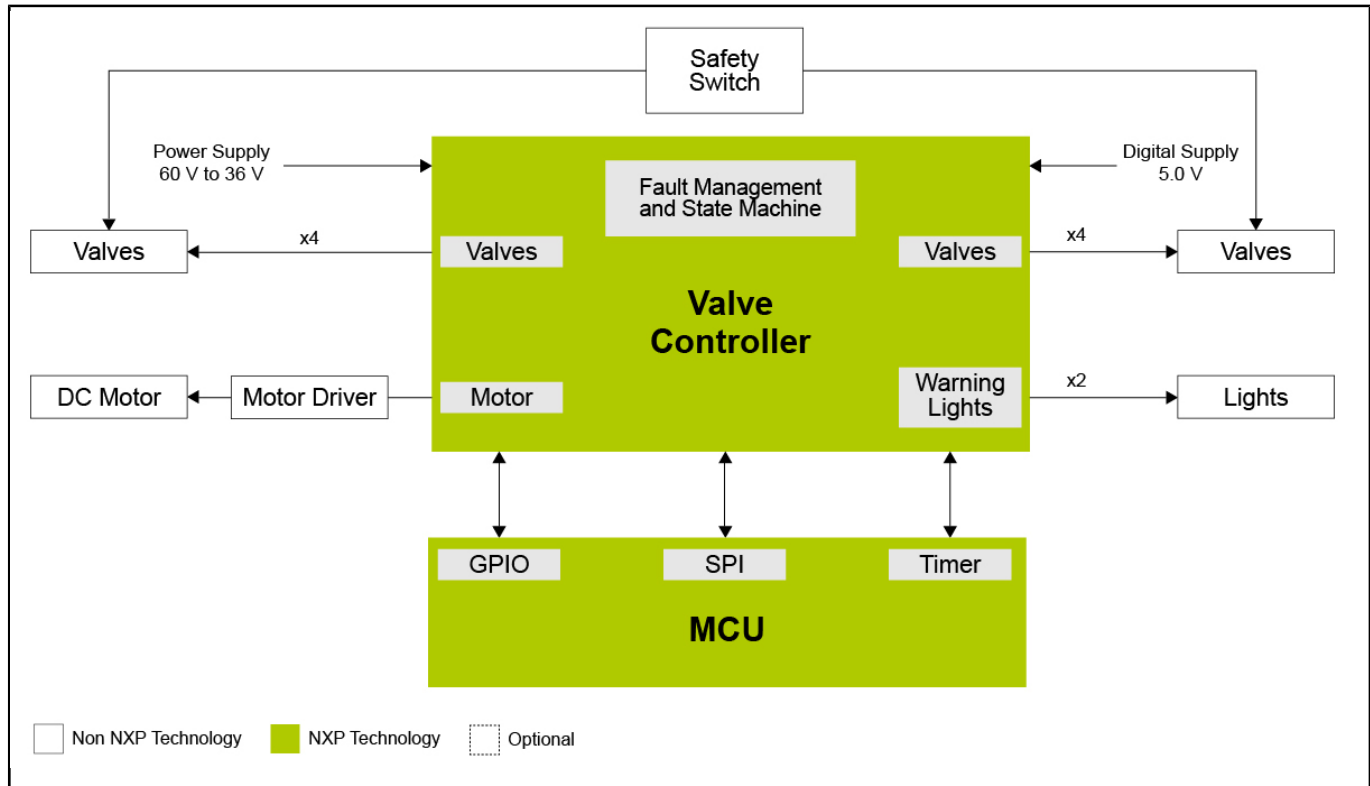 Safety
Switch
Power Supply
60 V to 36 V
Digital Supply
5.0 V
Fault Management
and State Machine
Valves
x4
Valves
Valves
x4
Valves
Valve
Controller
DC Motor
Motor Driver
Motor
Warning
Lights
x2
Lights
GPIO
SPI
Timer
MCU
Non NXP Technology
NXP Technology
Optional